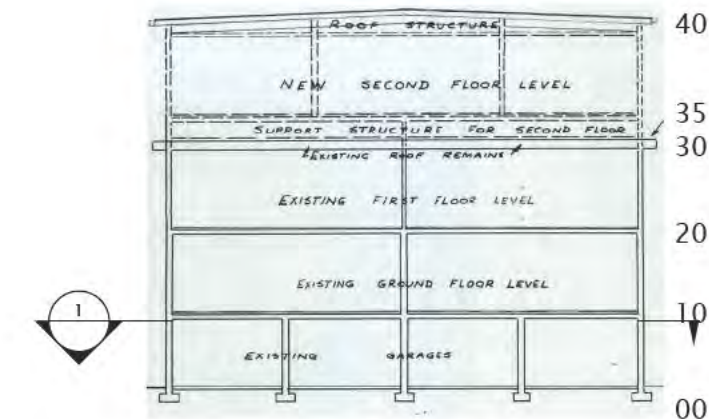 ROOF STRUCTURE
40
NEW SECOND FLOOR LEVEL
35
SUPPORT STRUCTURE FOR SECOND FLOOR
30
EXISTING ROOF REMAINS
EXISTING FIRST FLOOR LEVEL
20
EXISTING GROUND FLOOR LEVEL
1
10
EXISTING GARAGES
00